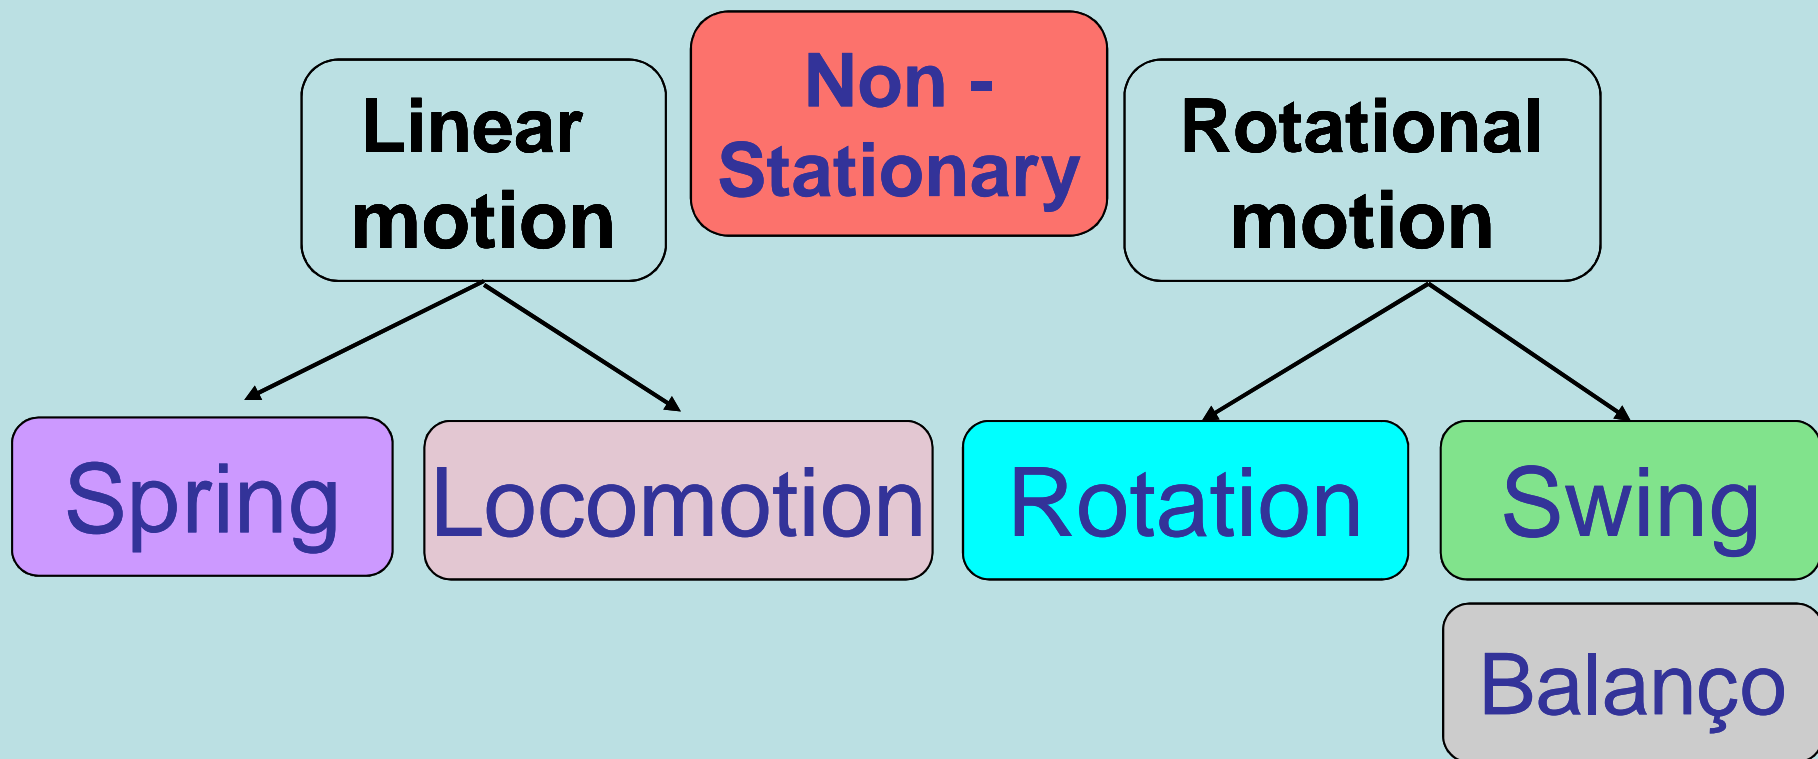 Linear
motion
Non -
Stationary
Rotational
motion
Spring
Locomotion
Rotation
Swing
Balanço